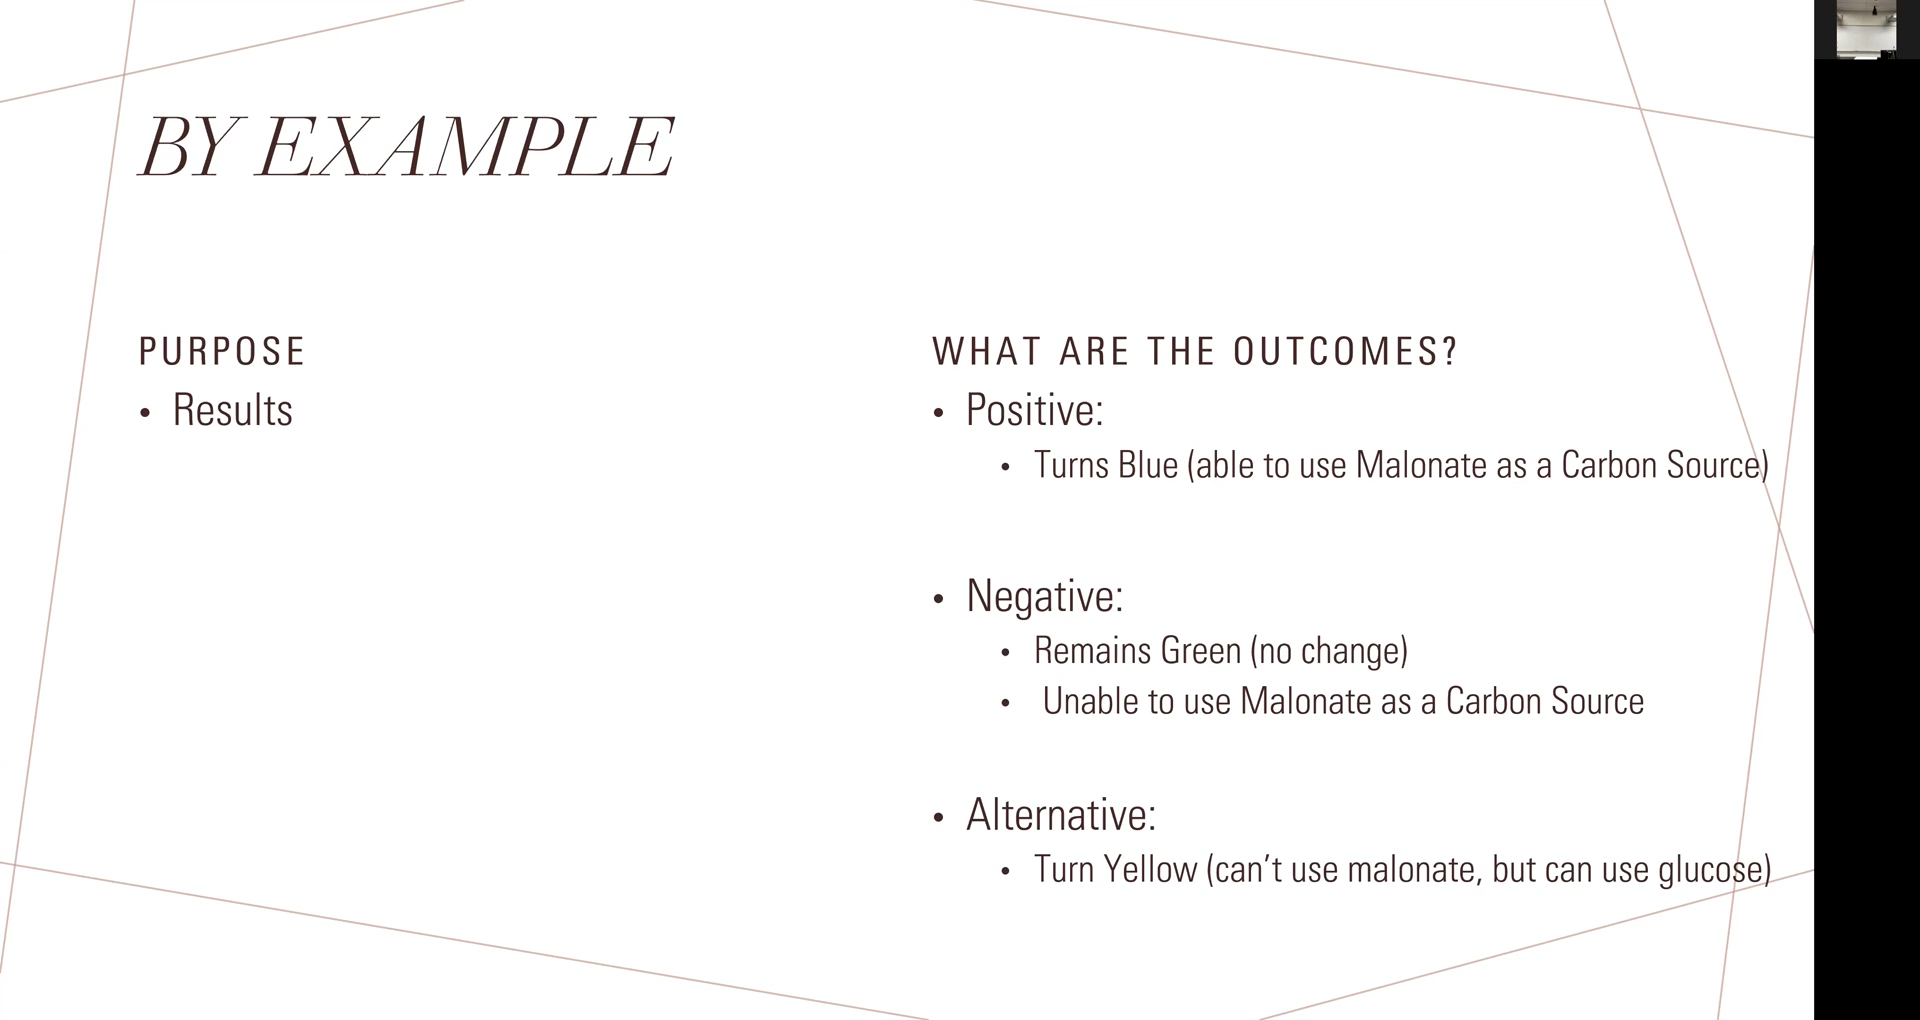 BY EXAMPLE
PURPOSE
• Results
WHAT ARE THE OUTCOMES?
• Positive:
• Turns Blue (able to use Malonate as a Carbon Source)
• Negative:
• Remains Green (no change)
• Unable to use Malonate as a Carbon Source
• Alternative:
• Turn Yellow (can’t use malonate, but can use glucose)